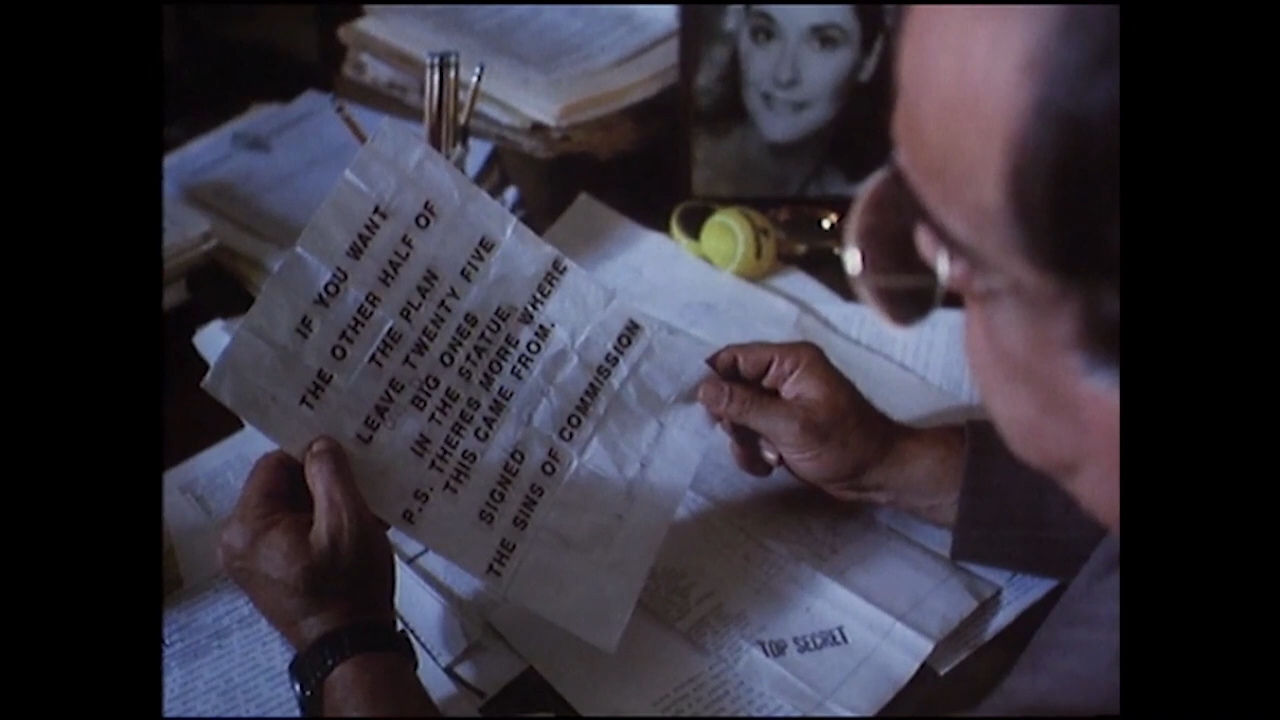 IF YOU WANT
THE OTHER HALF OF
THE PLAN
LEAVE TWENTY FIVE
BIG ONES
IN THE STATUE
P.S. THERES MORE WHERE
THIS CAME FROM.
SIGNED
THE SINS OF COMMISSION
TOP SECRET